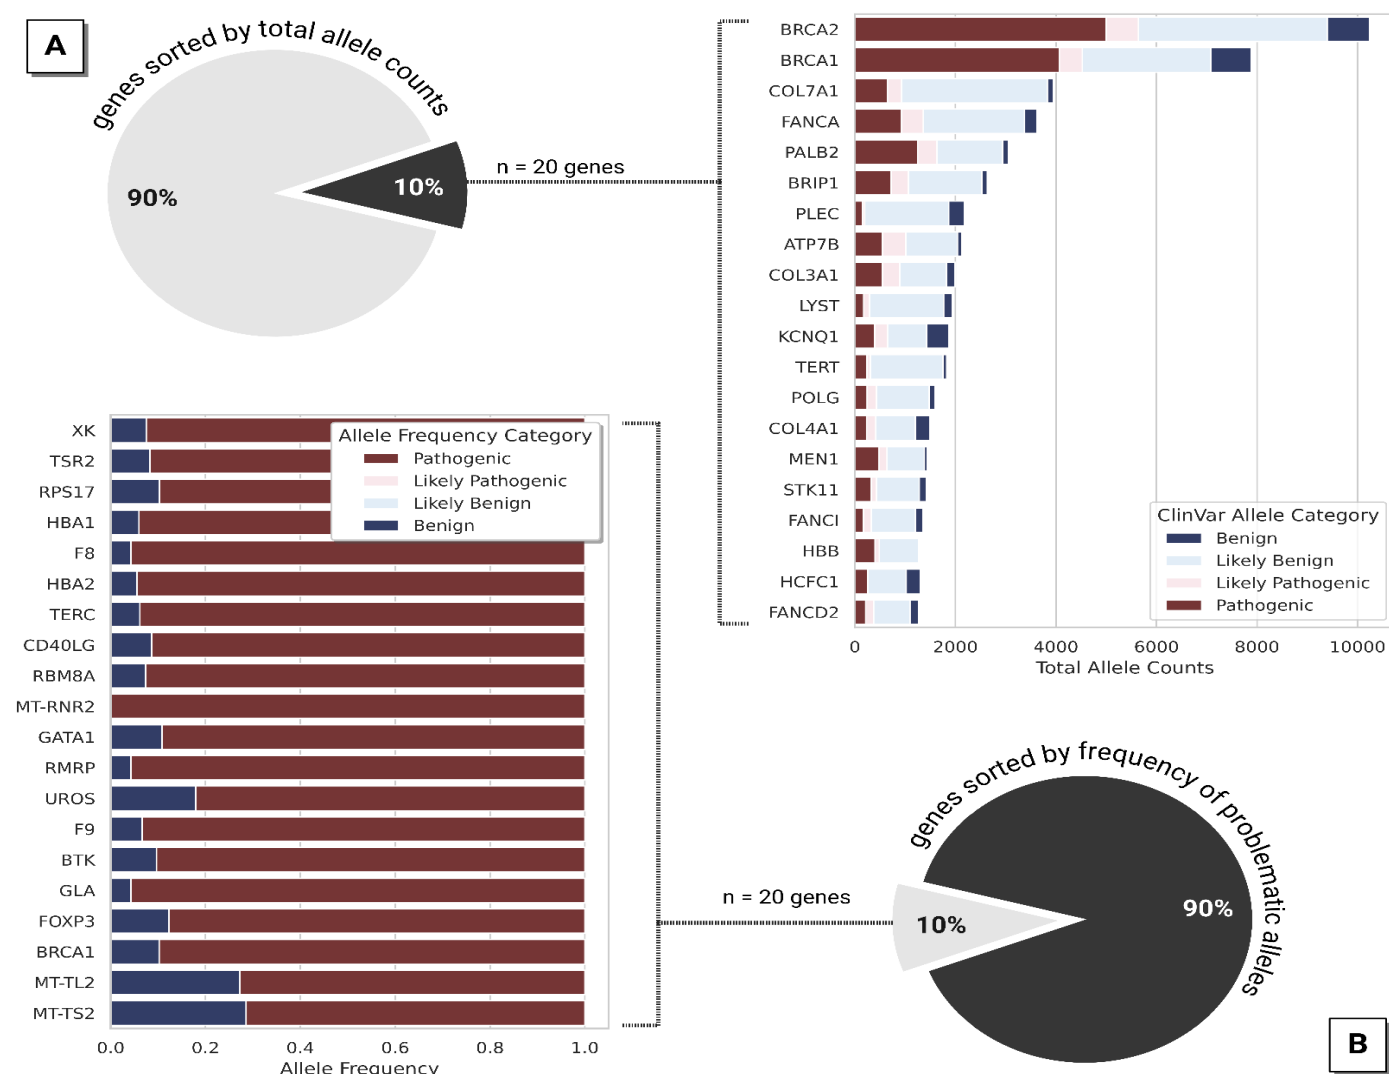 A
genes sorted by total allele counts
90%
10%
n = 20 genes
BRCA2
BRCA1
COL7A1
FANCA
PALB2
BRIP1
PLEC
ATP7B
COL3A1
LYST
KCNQ1
TERT
POLG
COL4A1
MEN1
STK11
FANCI
HBB
HCFC1
FANCD2
ClinVar Allele Category
Benign
Likely Benign
Likely Pathogenic
Pathogenic
0 2000 4000 6000 8000 10000
Total Allele Counts
XK
TSR2
RPS17
HBA1
F8
HBA2
TERC
CD40LG
RBM8A
MT-RNR2
GATA1
RMRP
UROS
F9
BTK
GLA
FOXP3
BRCA1
MT-TL2
MT-TS2
Allele Frequency Category
Pathogenic
Likely Pathogenic
Likely Benign
Benign
0.0 0.2 0.4 0.6 0.8 1.0
Allele Frequency
n = 20 genes
genes sorted by frequency of problematic alleles
10%
90%
B